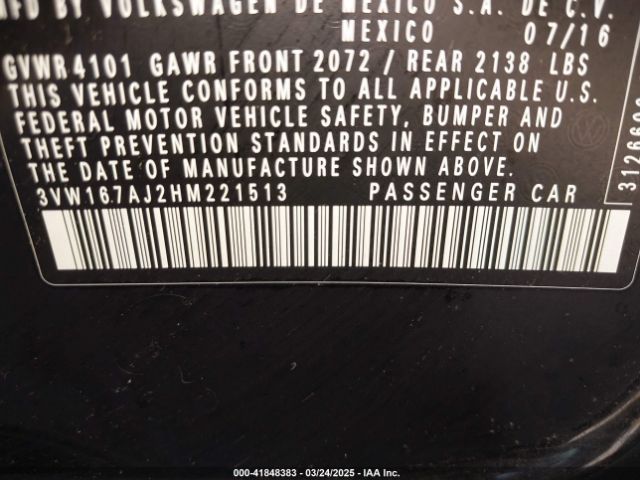 MFD BY VOLKSWAGEN DE MEXICO S.A. DE C.V.
MEXICO 07/16
GVWR 4101 GAWR FRONT 2072 / REAR 2138 LBS
THIS VEHICLE CONFORMS TO ALL APPLICABLE U.S.
FEDERAL MOTOR VEHICLE SAFETY, BUMPER AND
THEFT PREVENTION STANDARDS IN EFFECT ON
THE DATE OF MANUFACTURE SHOWN ABOVE.
3VW167AJ2HM221513 PASSENGER CAR
000-41848383 — 03/24/2025 — IAA Inc.